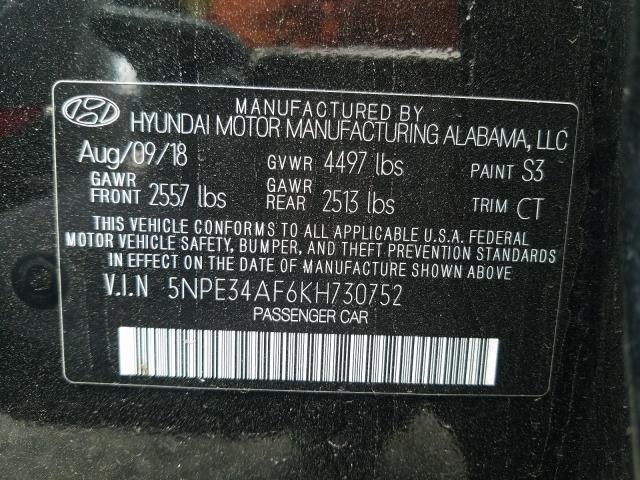 MANUFACTURED BY
HYUNDAI MOTOR MANUFACTURING ALABAMA, LLC
Aug/09/18 GVWR 4497 lbs PAINT S3
GAWR FRONT 2557 lbs GAWR REAR 2513 lbs TRIM CT
THIS VEHICLE CONFORMS TO ALL APPLICABLE U.S.A. FEDERAL
MOTOR VEHICLE SAFETY, BUMPER, AND THEFT PREVENTION STANDARDS
IN EFFECT ON THE DATE OF MANUFACTURE SHOWN ABOVE
V.I.N 5NPE34AF6KH730752
PASSENGER CAR